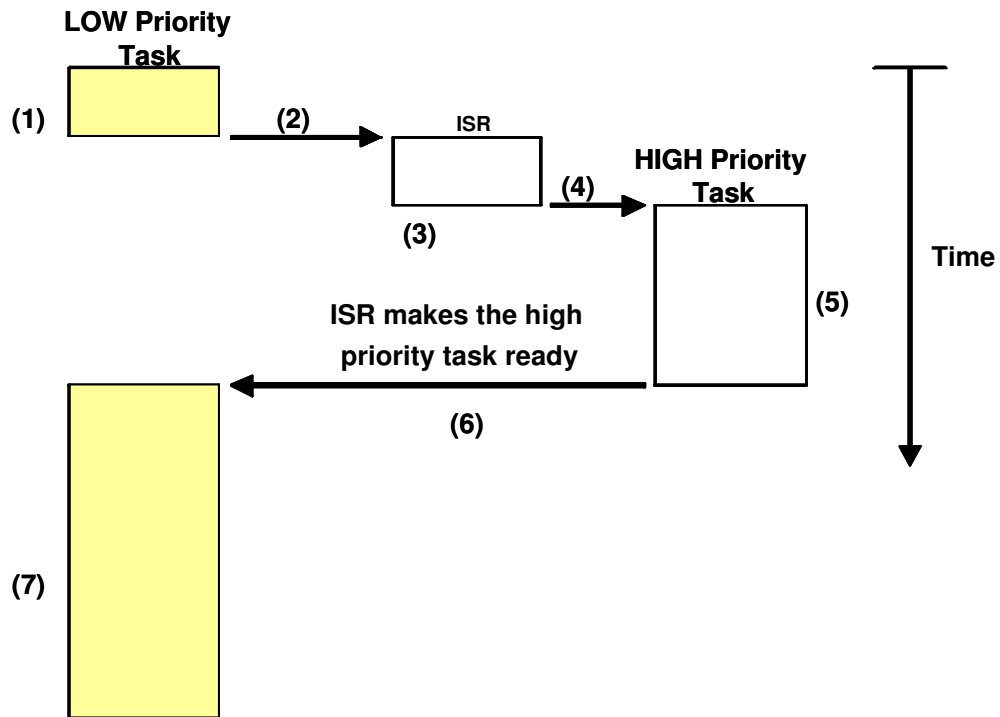 LOW Priority
Task
(1)
(2)
ISR
HIGH Priority
Task
(4)
(3)
Time
(5)
ISR makes the high
priority task ready
(6)
(7)